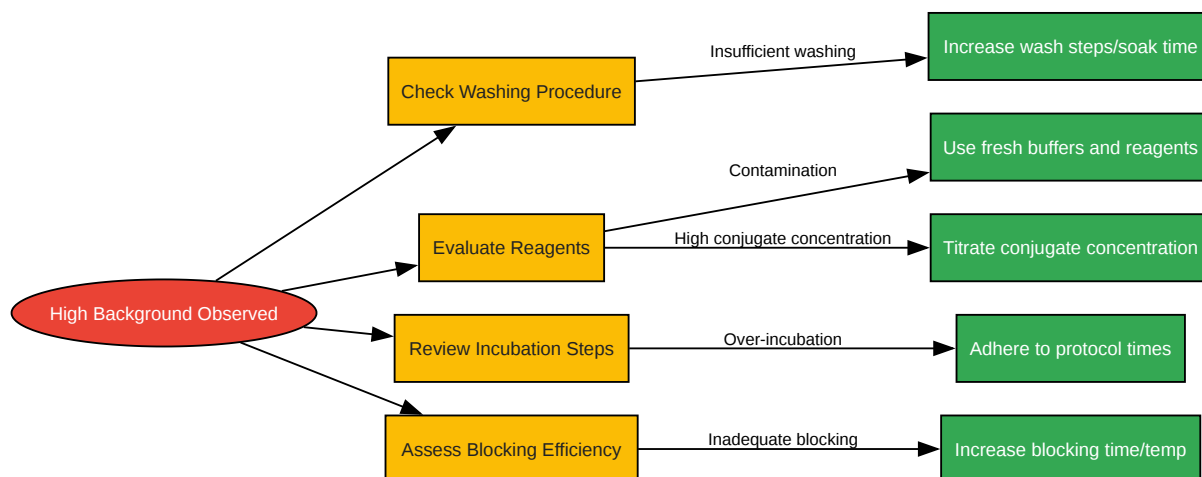 Insufficient washing
Increase wash steps/soak time
Check Washing Procedure
Use fresh buffers and reagents
Contamination
High conjugate concentration
Evaluate Reagents
Titrate conjugate concentration
High Background Observed
Over-incubation
Review Incubation Steps
Adhere to protocol times
Inadequate blocking
Assess Blocking Efficiency
Increase blocking time/temp